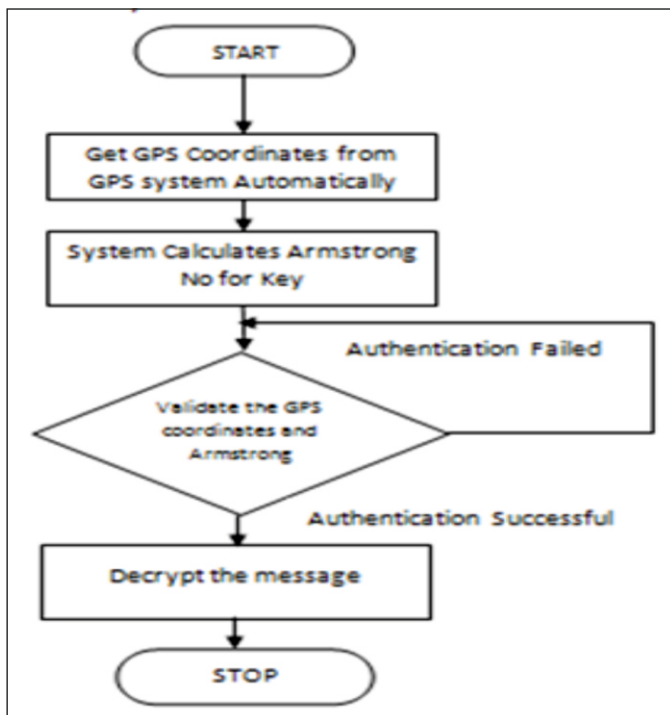 START
Get GPS Coordinates from
GPS system Automatically
System Calculates Armstrong
No for Key
Authentication Failed
Validate the GPS
coordinates and
Armstrong
Authentication Successful
Decrypt the message
STOP